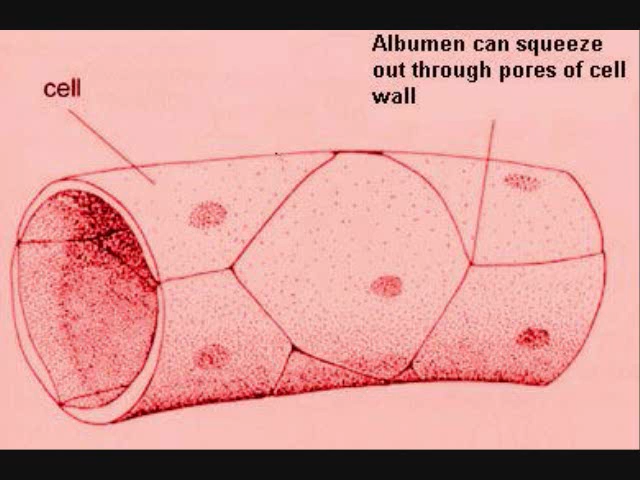 cell
Albumen can squeeze
out through pores of cell
wall